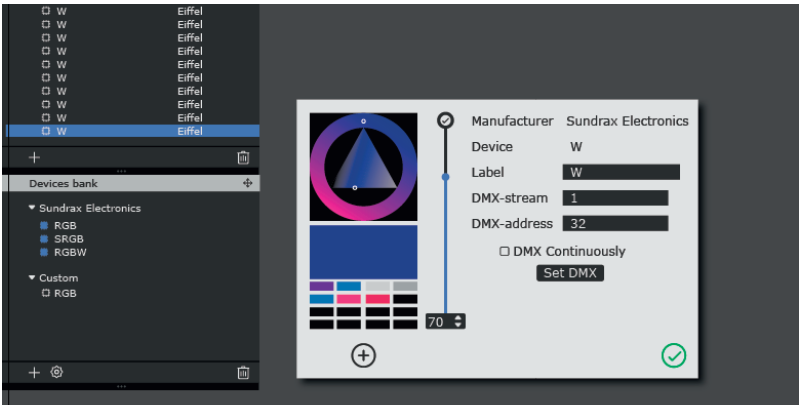 W Eiffel
W Eiffel
W Eiffel
W Eiffel
W Eiffel
W Eiffel
W Eiffel
W Eiffel
W Eiffel
W Eiffel
Devices bank
Sundrax Electronics
RGB
SRGB
RGBW
Custom
RGB
Manufacturer Sundrax Electronics
Device W
Label W
DMX-stream 1
DMX-address 32
DMX Continuously
Set DMX
70